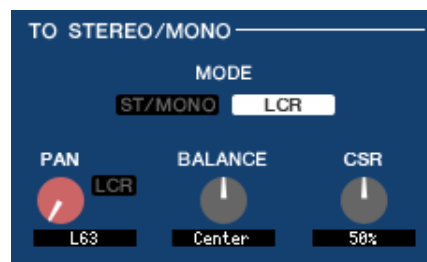 TO STEREO/MONO
MODE
ST/MONO LCR
PAN BALANCE CSR
LCR
L63 Center 50%